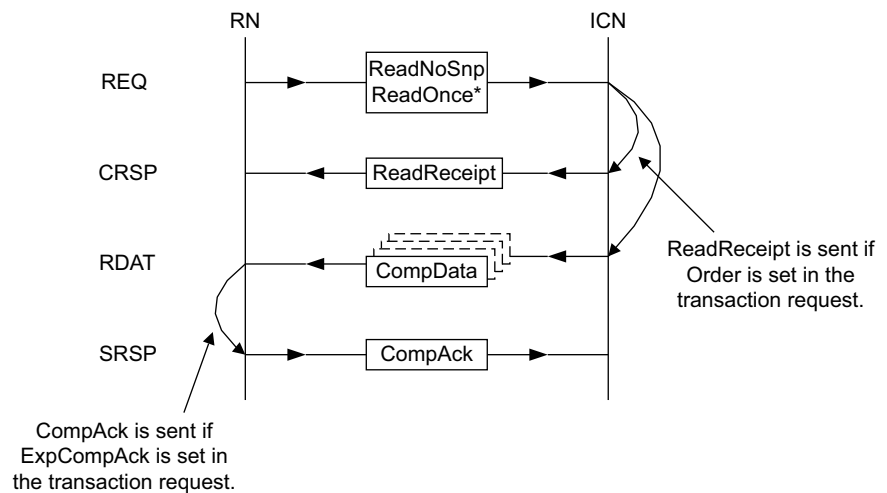 RN
ICN
REQ
ReadNoSnp
ReadOnce*
CRSP
ReadReceipt
RDAT
CompData
ReadReceipt is sent if
Order is set in the
transaction request.
SRSP
CompAck
CompAck is sent if
ExpCompAck is set in
the transaction request.